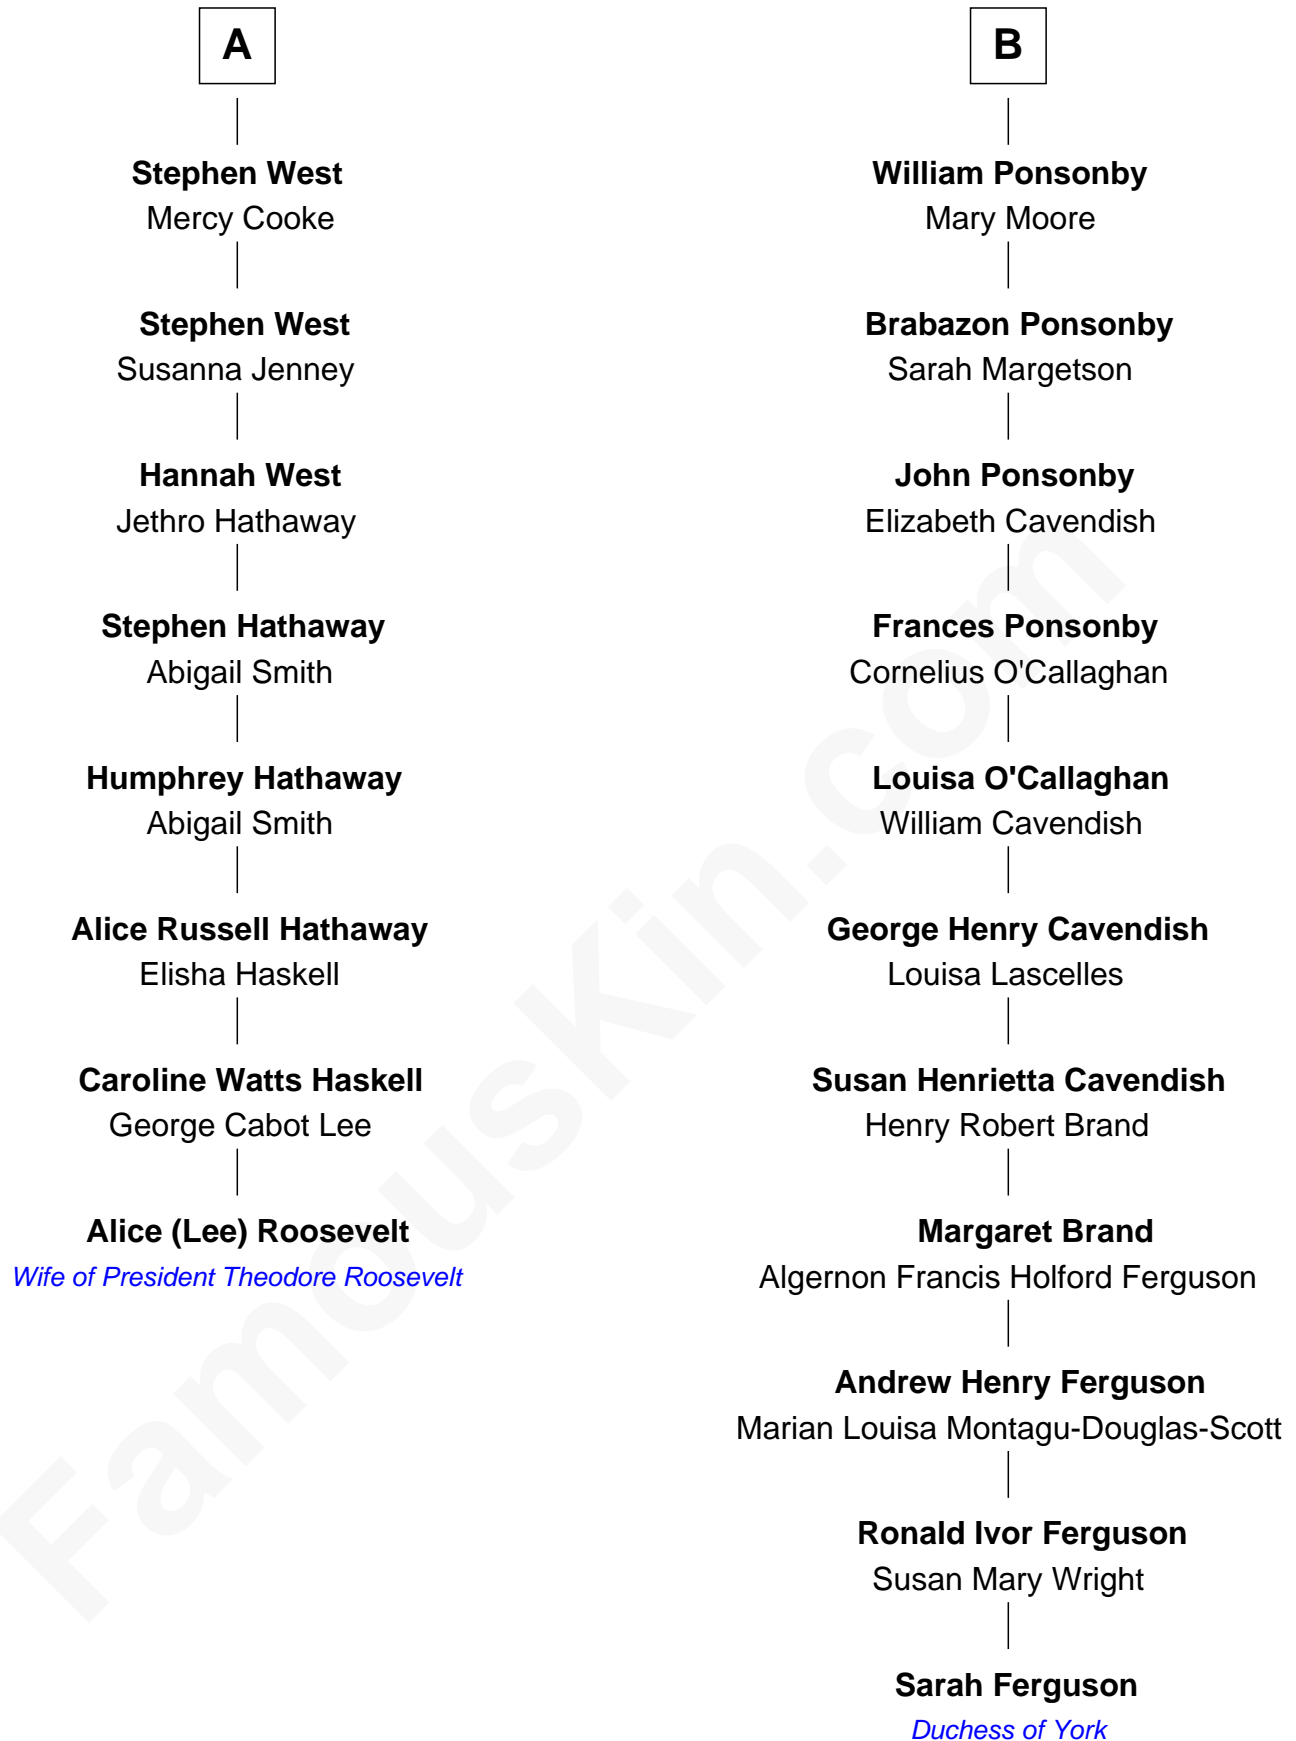 A
Stephen West
Mercy Cooke
Stephen West
Susanna Jenney
Hannah West
Jethro Hathaway
Stephen Hathaway
Abigail Smith
Humphrey Hathaway
Abigail Smith
Alice Russell Hathaway
Elisha Haskell
Caroline Watts Haskell
George Cabot Lee
Alice (Lee) Roosevelt
Wife of President Theodore Roosevelt
B
William Ponsonby
Mary Moore
Brabazon Ponsonby
Sarah Margetson
John Ponsonby
Elizabeth Cavendish
Frances Ponsonby
Cornelius O'Callaghan
Louisa O'Callaghan
William Cavendish
George Henry Cavendish
Louisa Lascelles
Susan Henrietta Cavendish
Henry Robert Brand
Margaret Brand
Algernon Francis Holford Ferguson
Andrew Henry Ferguson
Marian Louisa Montagu-Douglas-Scott
Ronald Ivor Ferguson
Susan Mary Wright
Sarah Ferguson
Duchess of York
FamousKin.com